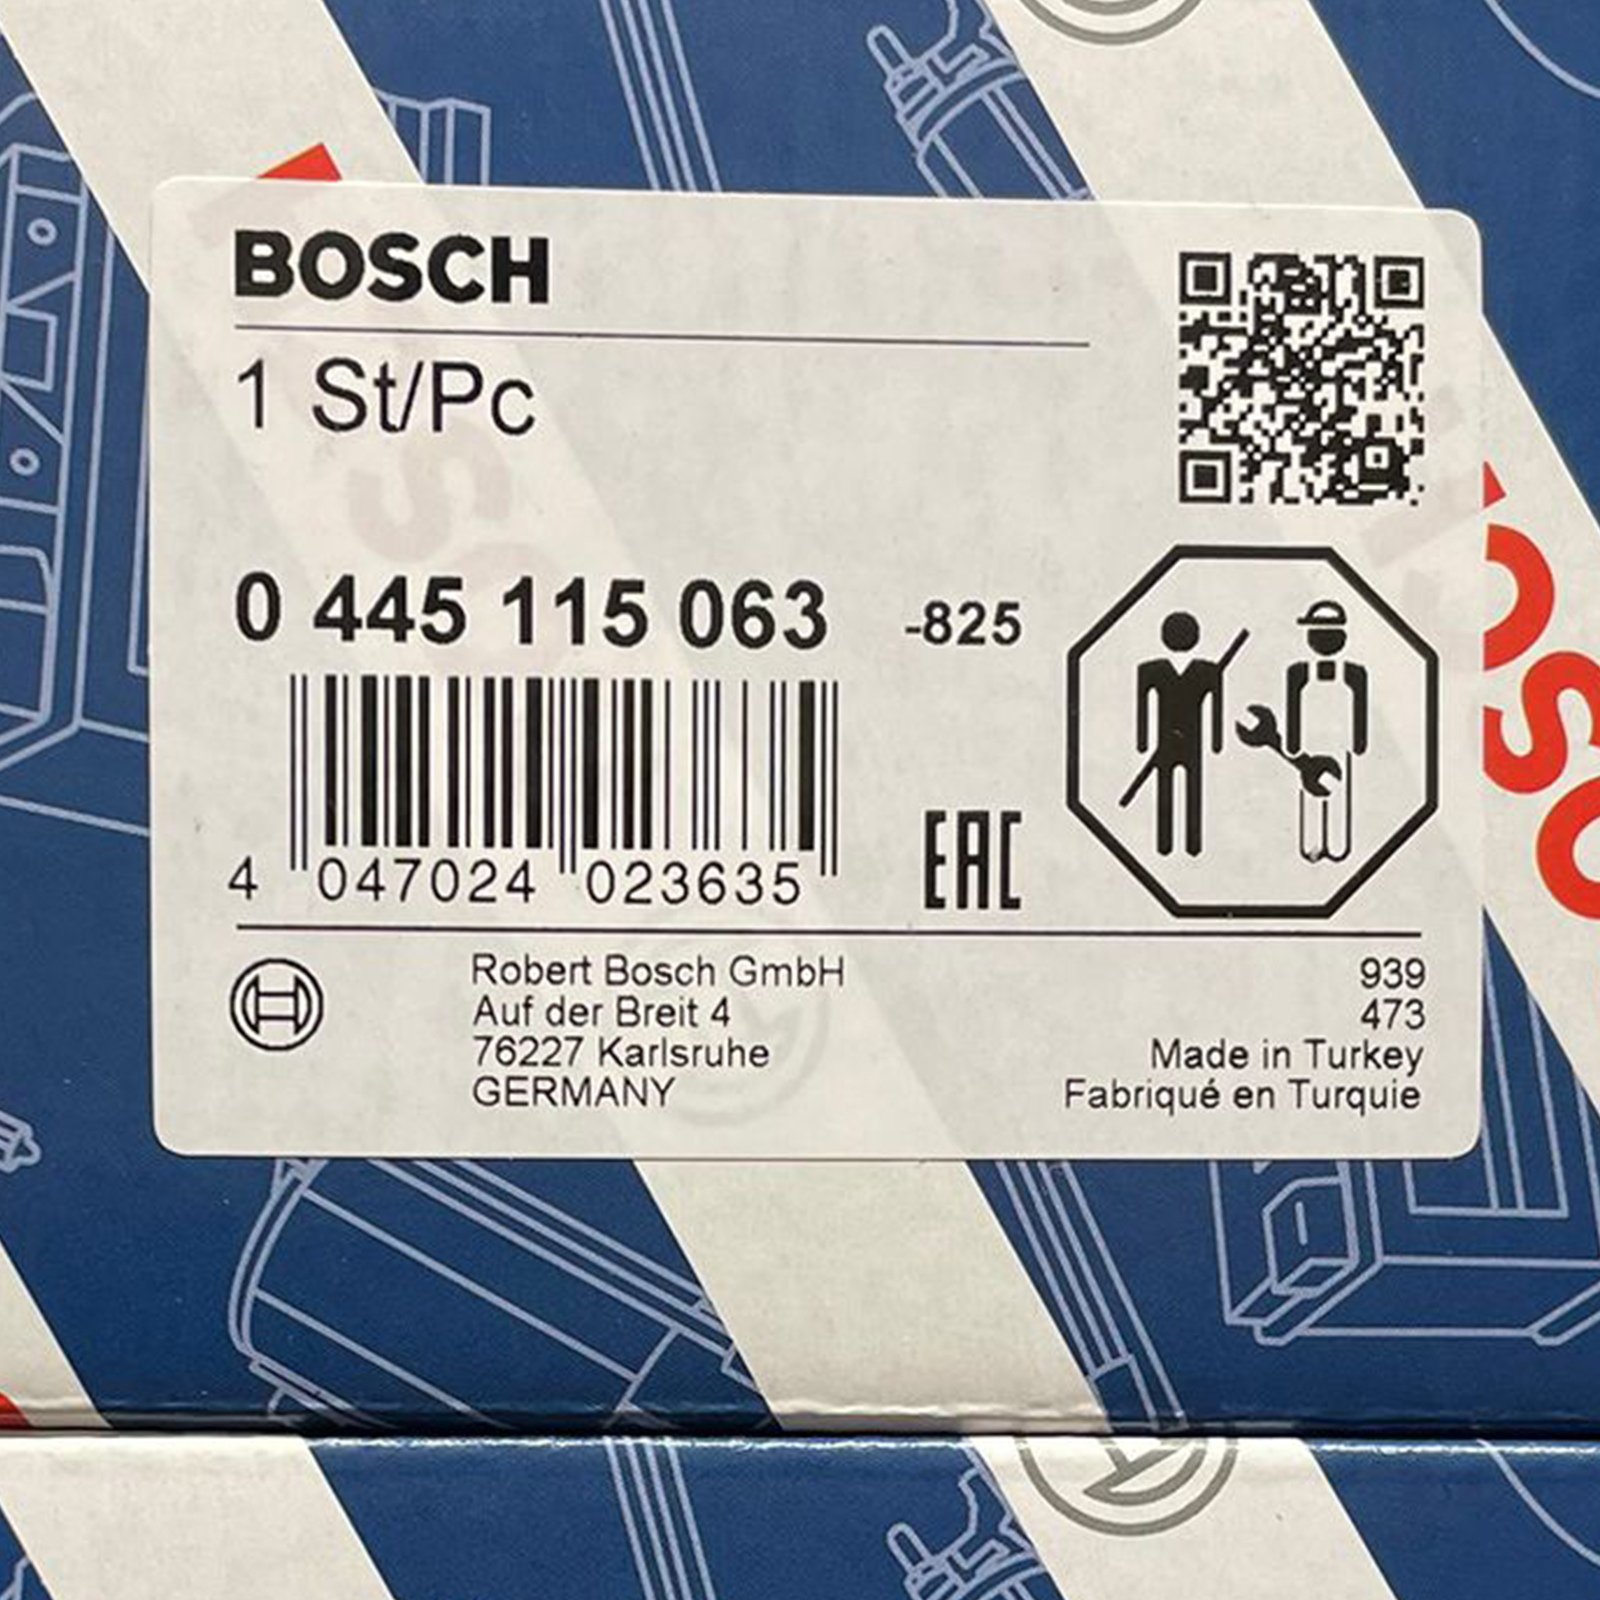 BOSCH
1 St/Pc
0 445 115 063 -825
4 047024 023635
EAC
Robert Bosch GmbH
Auf der Breit 4
76227 Karlsruhe
GERMANY
939
473
Made in Turkey
Fabriqué en Turquie